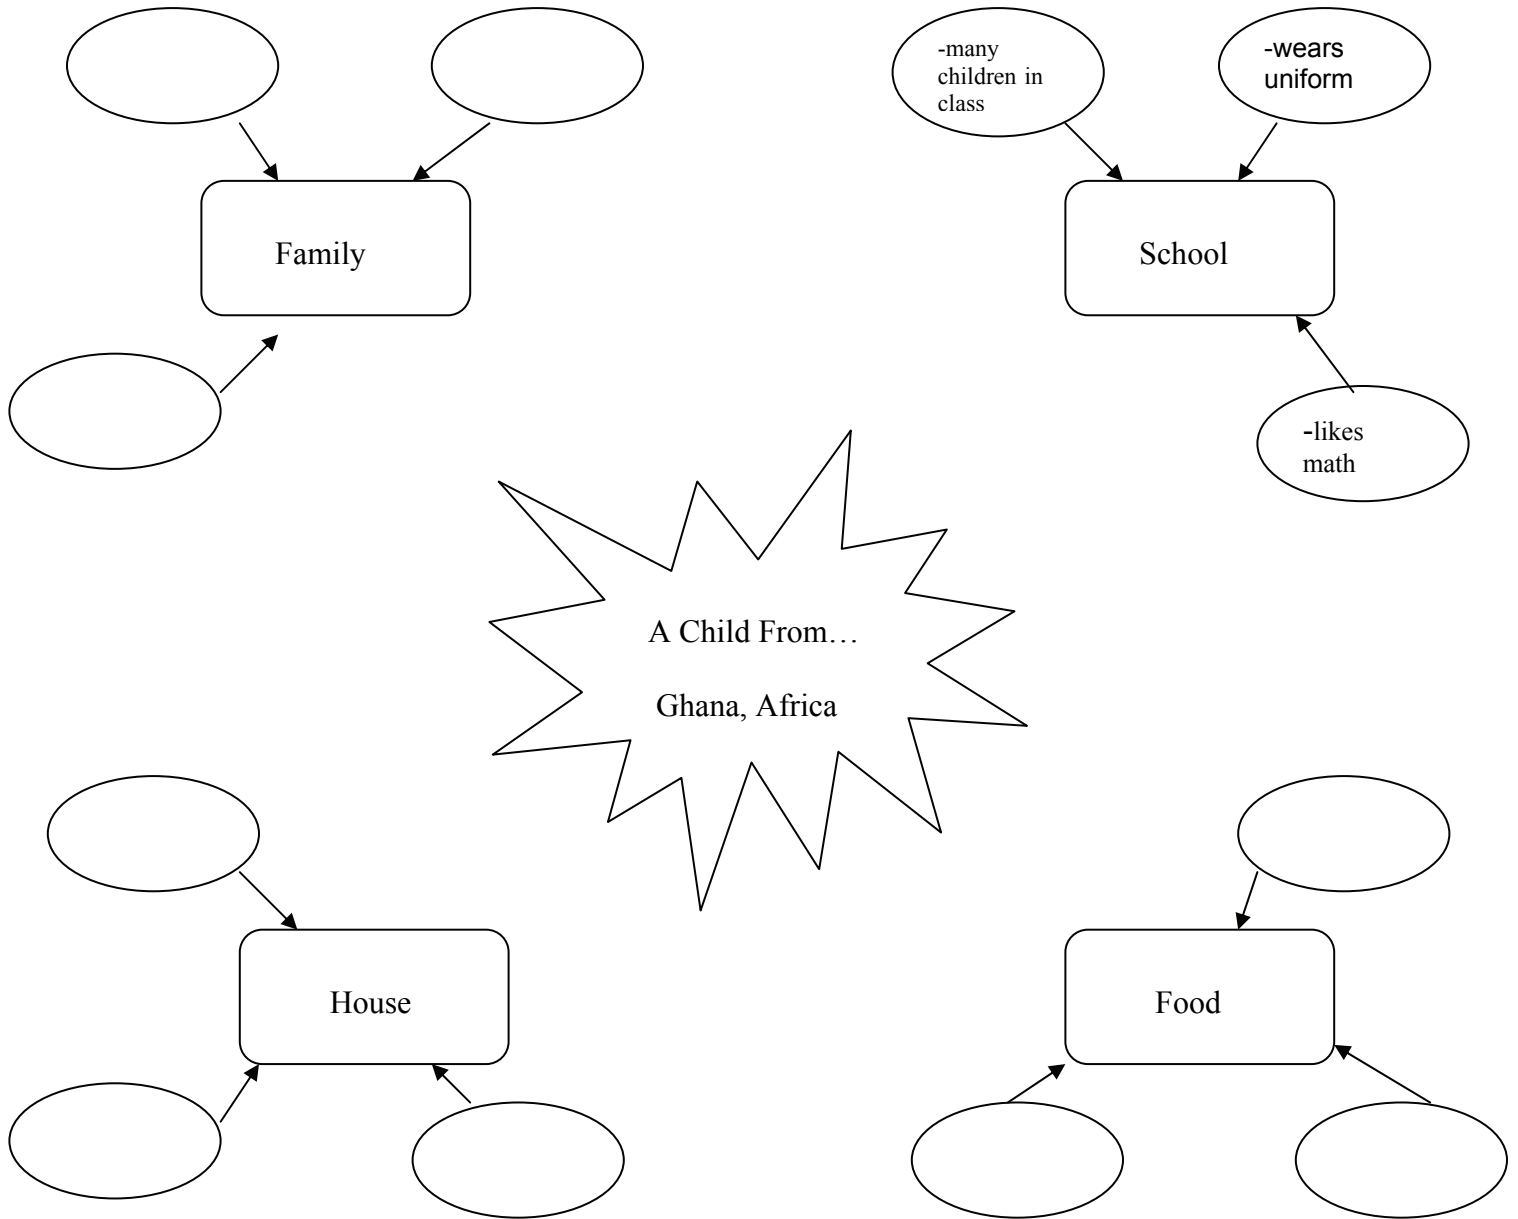 -many
children in
class
-wears
uniform
Family
School
-likes
math
A Child From…
Ghana, Africa
House
Food